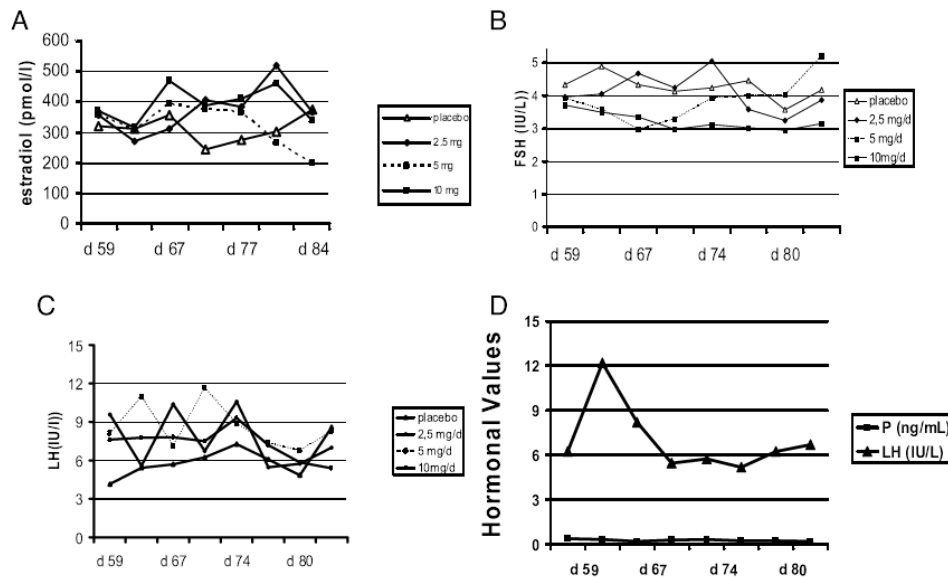 A
estradiol (pmol/l)
600
500
400
300
200
100
0
d 59 d 67 d 77 d 84
placebo
2.5 mg
5 mg
10 mg
B
FSH (IU/L))
5
4
3
2
1
0
d 59 d 67 d 74 d 80
placebo
2,5 mg/d
5 mg/d
10mg/d
C
LH(IU/l))
15
12
9
6
3
0
d 59 d 67 d 74 d 80
placebo
2,5 mg/d
5 mg/d
10mg/d
D
Hormonal Values
15
12
9
6
3
0
d 59 d 67 d 74 d 80
P (ng/mL)
LH (IU/L)